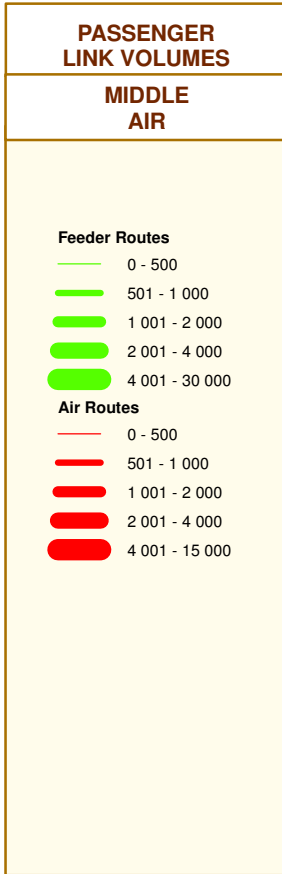 PASSENGER
LINK VOLUMES
MIDDLE
AIR
Feeder Routes
0 - 500
501 - 1 000
1 001 - 2 000
2 001 - 4 000
4 001 - 30 000
Air Routes
0 - 500
501 - 1 000
1 001 - 2 000
2 001 - 4 000
4 001 - 15 000